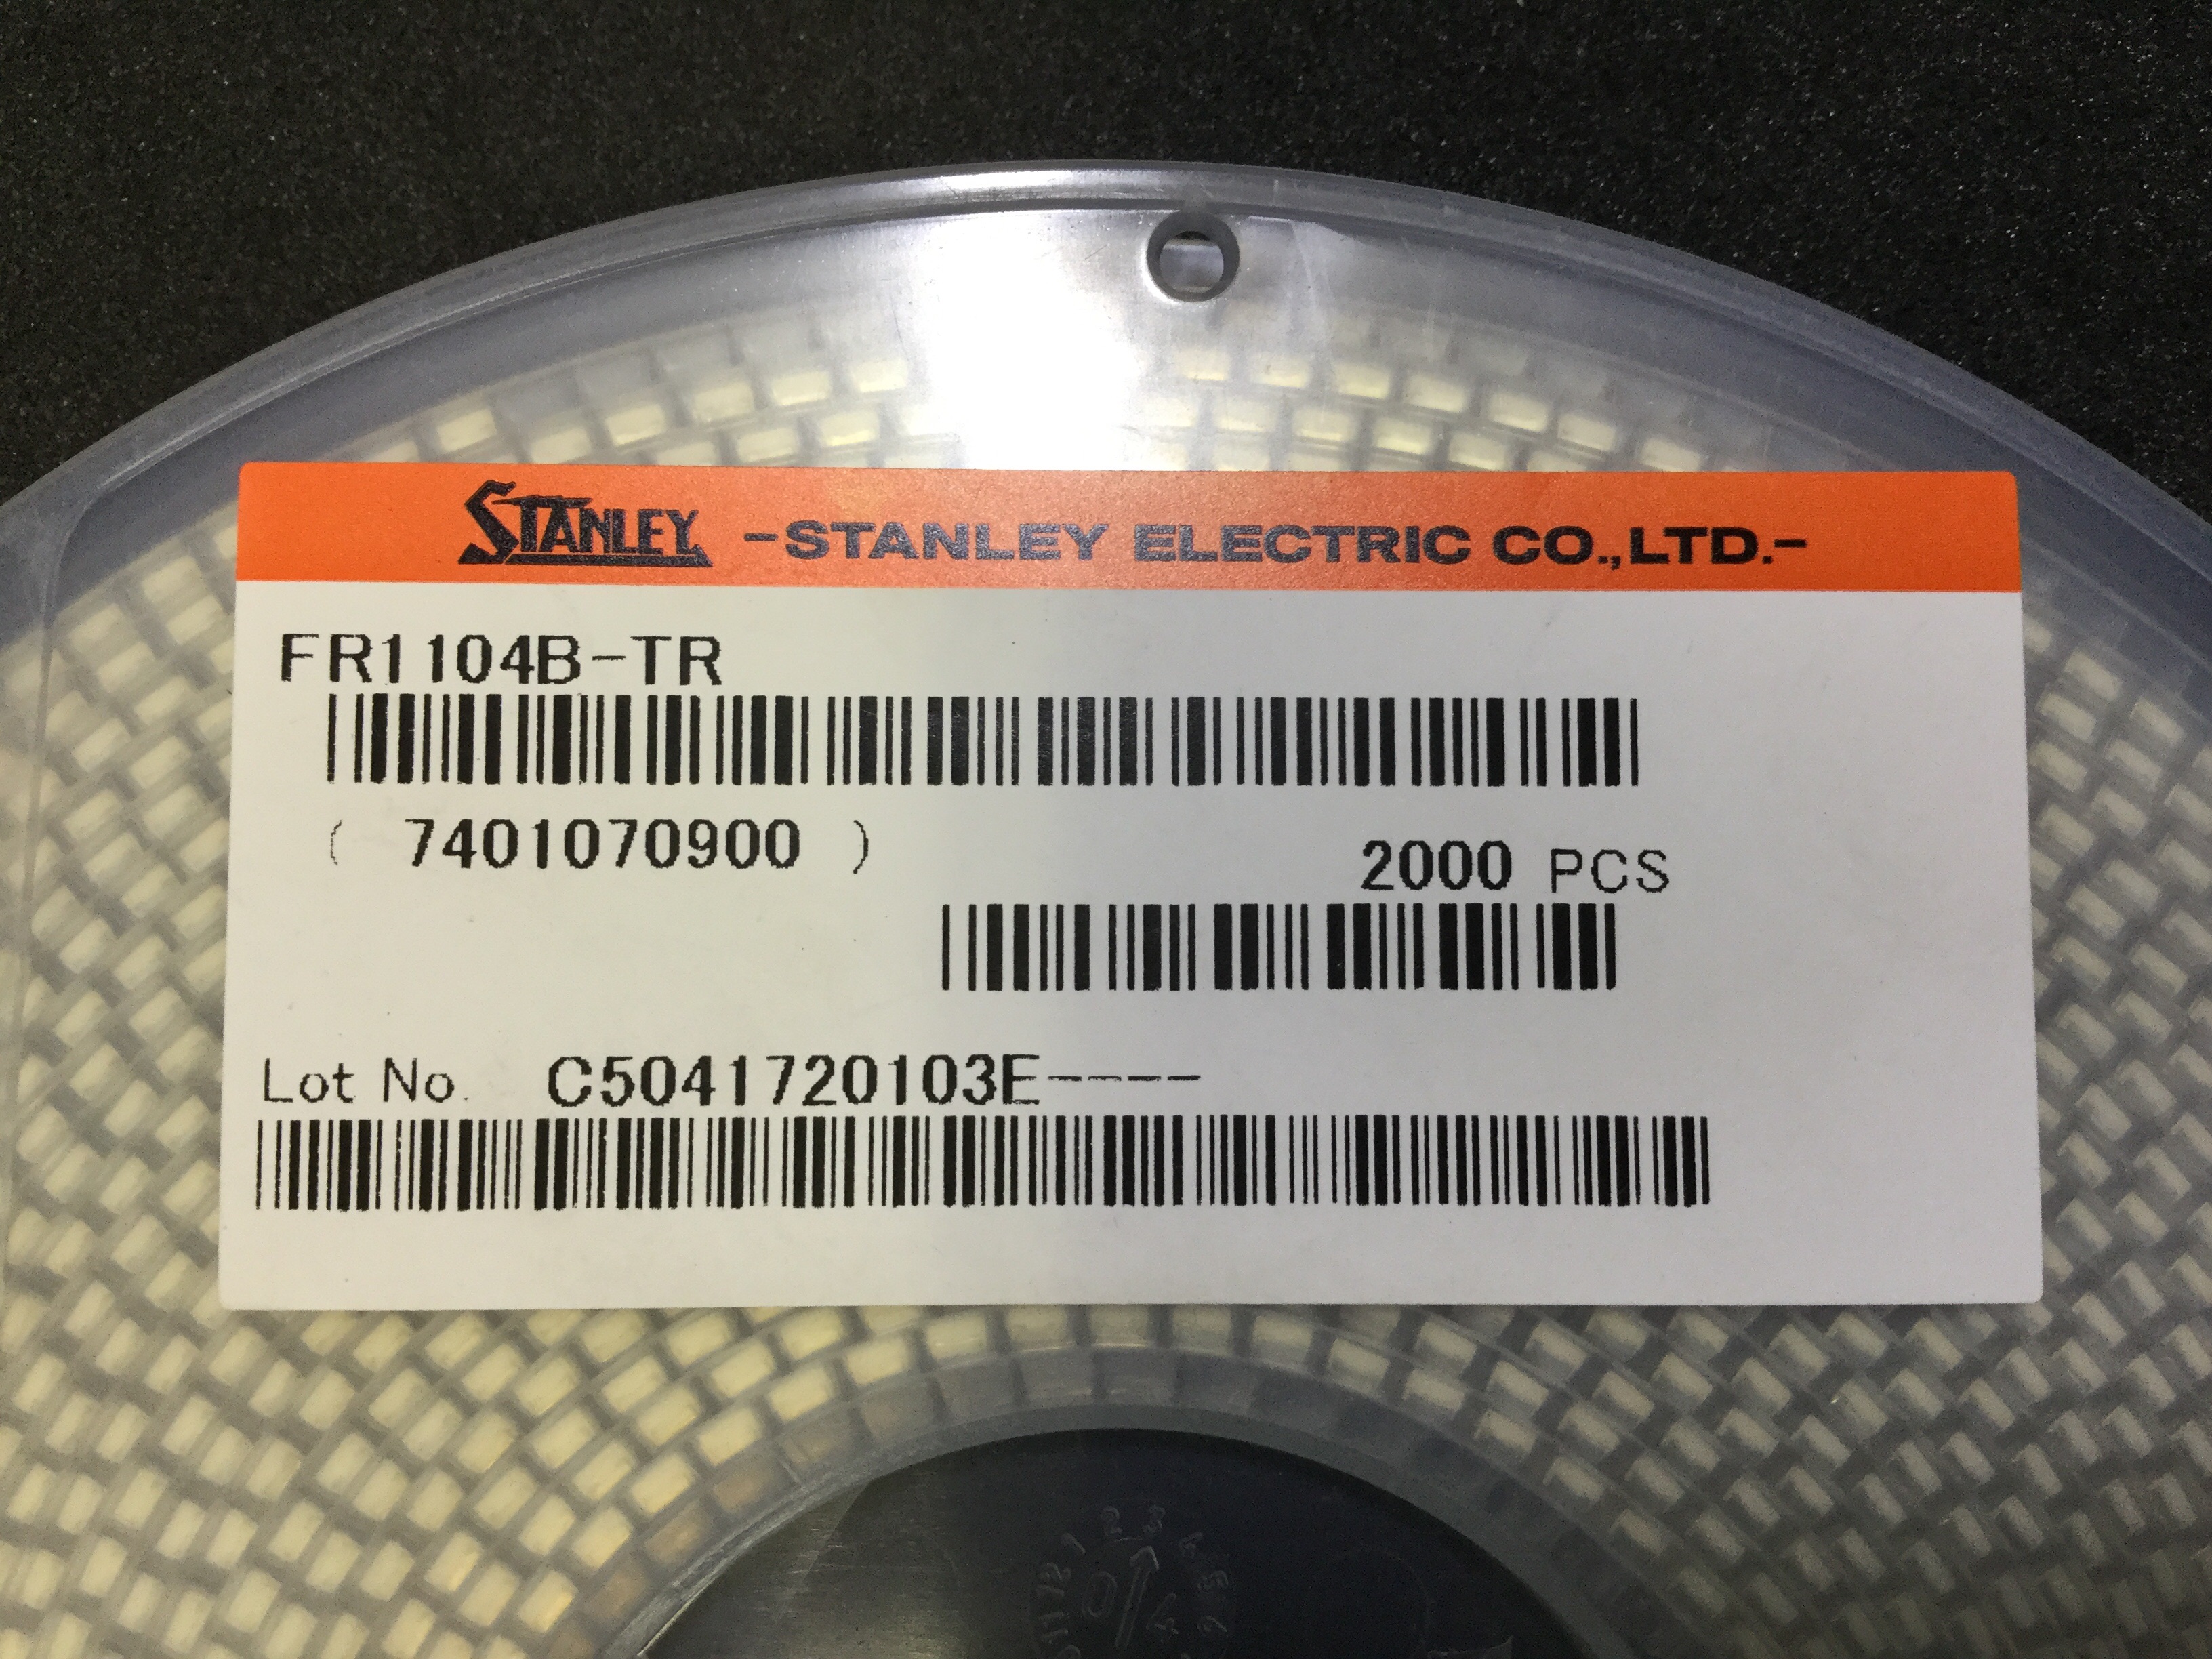 STANLEY -STANLEY ELECTRIC CO.,LTD.-
FR1104B-TR
( 7401070900 )
2000 PCS
Lot No. C5041720103E----